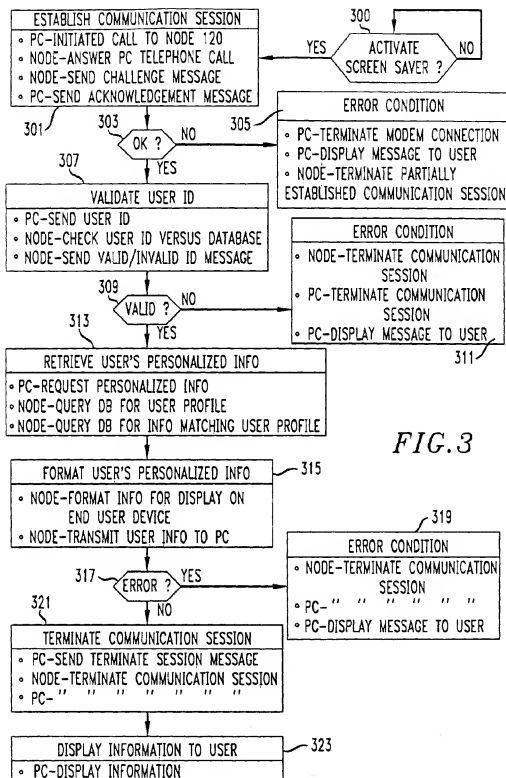 ESTABLISH COMMUNICATION SESSION
∘ PC-INITIATED CALL TO NODE 120
∘ NODE-ANSWER PC TELEPHONE CALL
∘ NODE-SEND CHALLENGE MESSAGE
∘ PC-SEND ACKNOWLEDGEMENT MESSAGE
301
300
ACTIVATE
SCREEN SAVER ?
YES
NO
303
OK ?
NO
YES
305
ERROR CONDITION
∘ PC-TERMINATE MODEM CONNECTION
∘ PC-DISPLAY MESSAGE TO USER
∘ NODE-TERMINATE PARTIALLY
ESTABLISHED COMMUNICATION SESSION
307
VALIDATE USER ID
∘ PC-SEND USER ID
∘ NODE-CHECK USER ID VERSUS DATABASE
∘ NODE-SEND VALID/INVALID ID MESSAGE
309
VALID ?
NO
YES
ERROR CONDITION
∘ NODE-TERMINATE COMMUNICATION
SESSION
∘ PC-TERMINATE COMMUNICATION
SESSION
∘ PC-DISPLAY MESSAGE TO USER
311
313
RETRIEVE USER'S PERSONALIZED INFO
∘ PC-REQUEST PERSONALIZED INFO
∘ NODE-QUERY DB FOR USER PROFILE
∘ NODE-QUERY DB FOR INFO MATCHING USER PROFILE
FIG.3
315
FORMAT USER'S PERSONALIZED INFO
∘ NODE-FORMAT INFO FOR DISPLAY ON
END USER DEVICE
∘ NODE-TRANSMIT USER INFO TO PC
317
ERROR ?
YES
NO
319
ERROR CONDITION
∘ NODE-TERMINATE COMMUNICATION
SESSION
∘ PC- " " " " " "
∘ PC-DISPLAY MESSAGE TO USER
321
TERMINATE COMMUNICATION SESSION
∘ PC-SEND TERMINATE SESSION MESSAGE
∘ NODE-TERMINATE COMMUNICATION SESSION
∘ PC- " " " " " " "
323
DISPLAY INFORMATION TO USER
∘ PC-DISPLAY INFORMATION